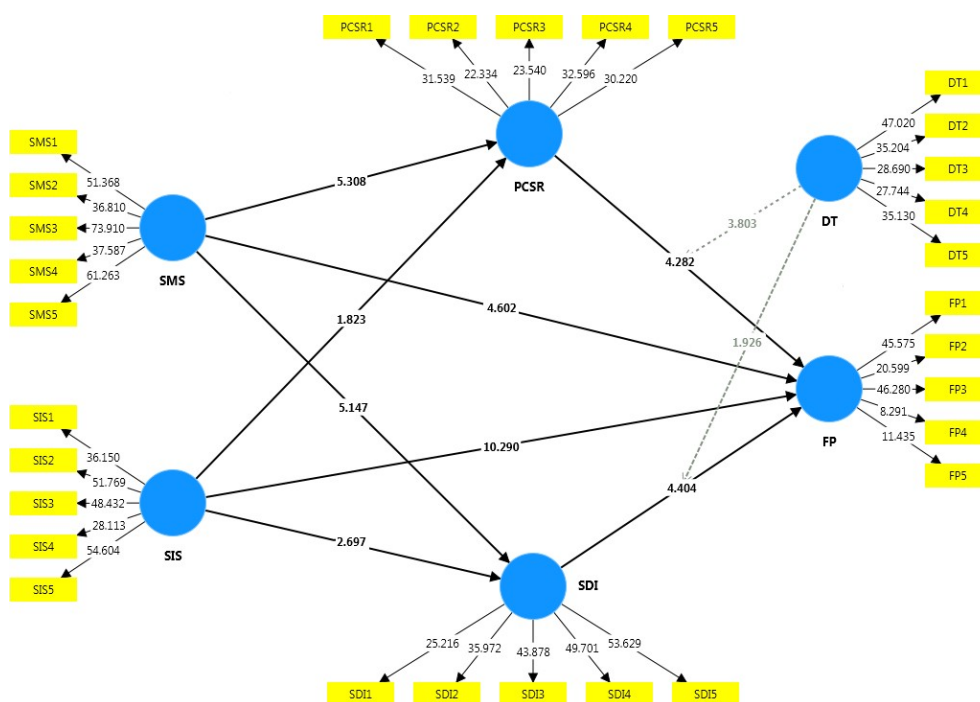 PCSR1 PCSR2 PCSR3 PCSR4 PCSR5
31.539 22.334 23.540 32.596 30.220
PCSR
DT1
DT2
DT3
DT4
DT5
47.020
35.204
28.690
27.744
35.130
DT
SMS1
SMS2
SMS3
SMS4
SMS5
51.368
36.810
73.910
37.587
61.263
SMS
5.308
3.803
4.282
4.602
1.823
1.926
5.147
10.290
4.404
2.697
FP1
FP2
FP3
FP4
FP5
45.575
20.599
46.280
8.291
11.435
FP
SIS1
SIS2
SIS3
SIS4
SIS5
36.150
51.769
48.432
28.113
54.604
SIS
SDI
25.216 35.972 43.878 49.701 53.629
SDI1 SDI2 SDI3 SDI4 SDI5